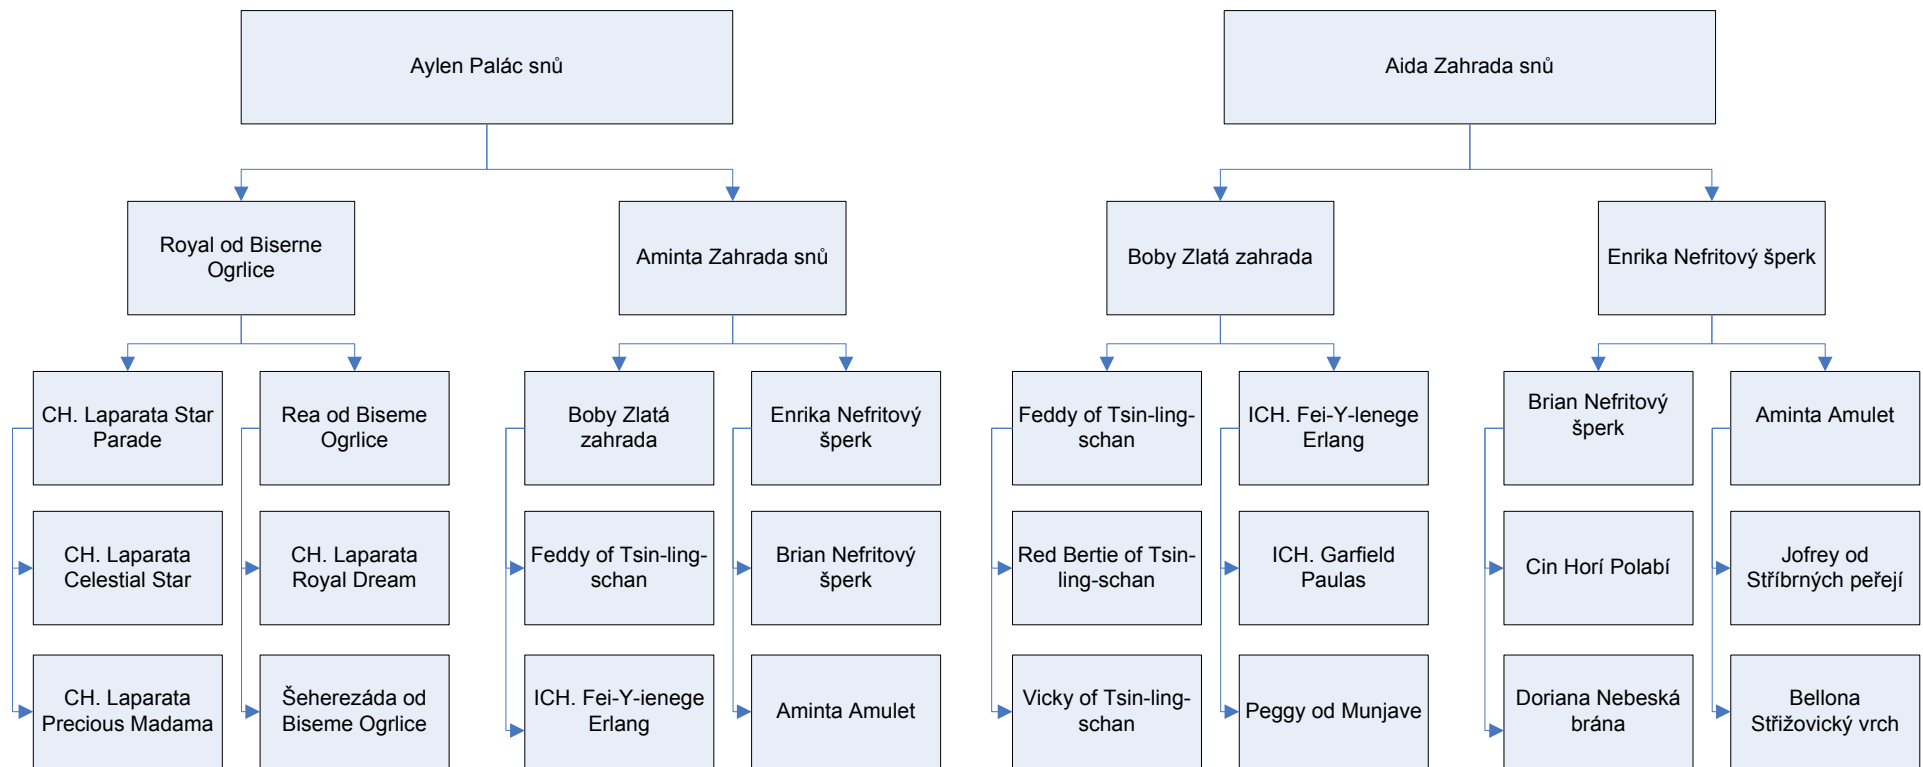 Aylen Palác snů
Aida Zahrada snů
Royal od Biserne
Ogrlice
Aminta Zahrada snů
Boby Zlatá zahrada
Enrika Nefritový šperk
CH. Laparata Star
Parade
Rea od Biseme
Ogrlice
Boby Zlatá
zahrada
Enrika Nefritový
šperk
Feddy of Tsin-ling-
schan
ICH. Fei-Y-lenege
Erlang
Brian Nefritový
šperk
Aminta Amulet
CH. Laparata
Celestial Star
CH. Laparata
Royal Dream
Feddy of Tsin-ling-
schan
Brian Nefritový
šperk
Red Bertie of Tsin-
ling-schan
ICH. Garfield
Paulas
Cin Horí Polabí
Jofrey od
Stříbrných peřejí
CH. Laparata
Precious Madama
Šeherezáda od
Biseme Ogrlice
ICH. Fei-Y-ienege
Erlang
Aminta Amulet
Vicky of Tsin-ling-
schan
Peggy od Munjave
Doriana Nebeská
brána
Bellona
Střižovický vrch